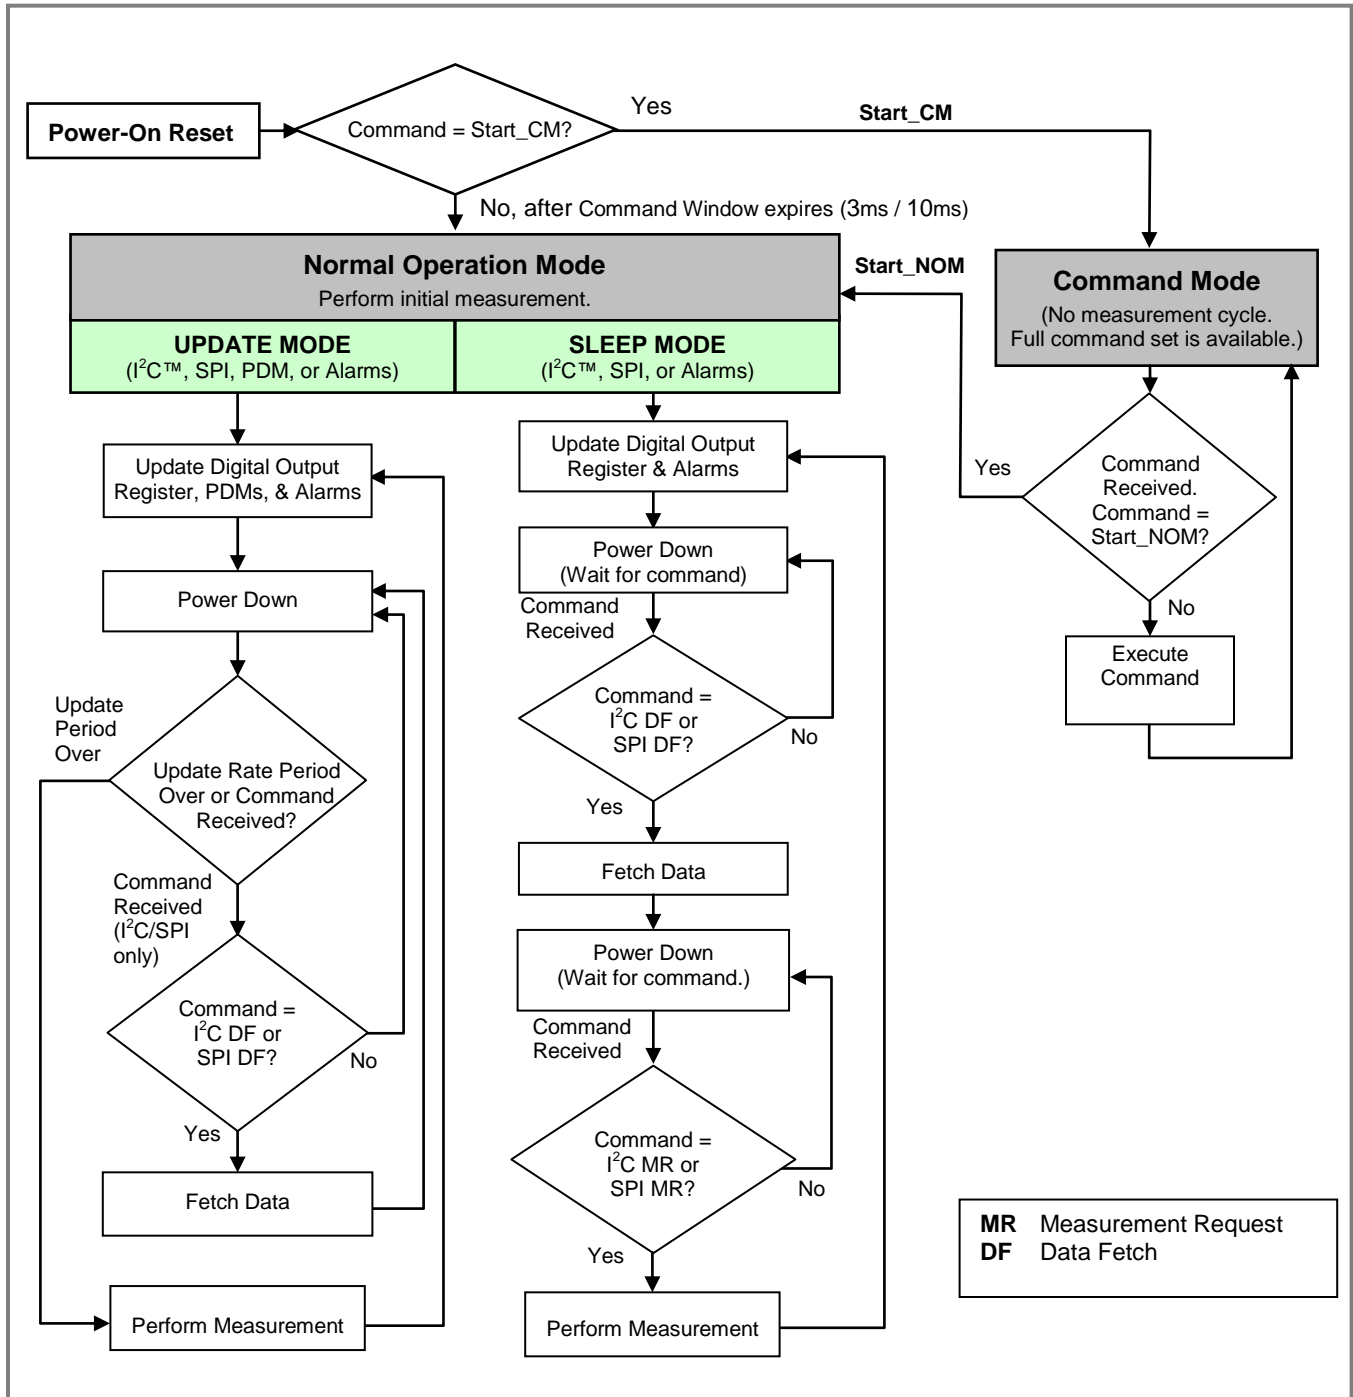 Power-On Reset
Command = Start_CM?
Yes
Start_CM
No, after Command Window expires (3ms / 10ms)
Normal Operation Mode
Perform initial measurement.
UPDATE MODE
(I²C™, SPI, PDM, or Alarms)
SLEEP MODE
(I²C™, SPI, or Alarms)
Start_NOM
Command Mode
(No measurement cycle.
Full command set is available.)
Update Digital Output
Register, PDMs, & Alarms
Power Down
Update
Period
Over
Update Rate Period
Over or Command
Received?
Command
Received
(I²C/SPI
only)
Command =
I²C DF or
SPI DF?
No
Yes
Fetch Data
Perform Measurement
Update Digital Output
Register & Alarms
Power Down
(Wait for command)
Command
Received
Command =
I²C DF or
SPI DF?
No
Yes
Fetch Data
Power Down
(Wait for command.)
Command
Received
Command =
I²C MR or
SPI MR?
No
Yes
Perform Measurement
Yes
Command
Received.
Command =
Start_NOM?
No
Execute
Command
MR Measurement Request
DF Data Fetch